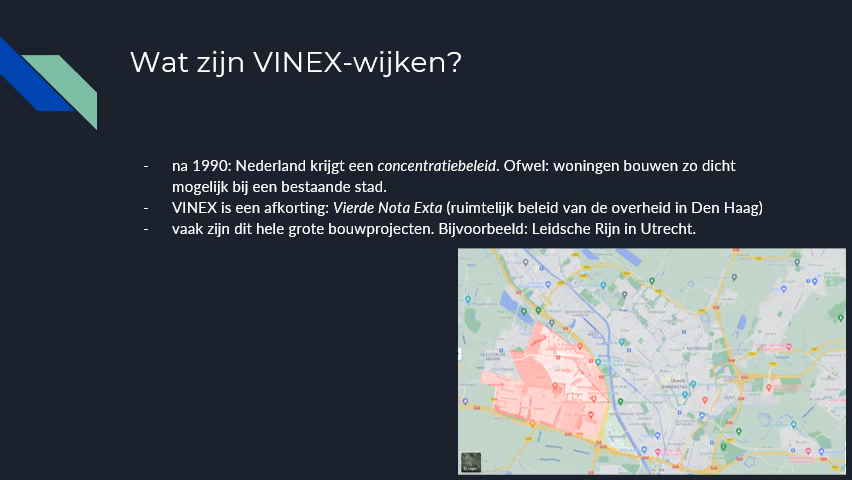 Wat zijn VINEX-wijken?
- na 1990: Nederland krijgt een concentratiebeleid. Ofwel: woningen bouwen zo dicht
mogelijk bij een bestaande stad.
- VINEX is een afkorting: Vierde Nota Exta (ruimtelijk beleid van de overheid in Den Haag)
- vaak zijn dit hele grote bouwprojecten. Bijvoorbeeld: Leidsche Rijn in Utrecht.